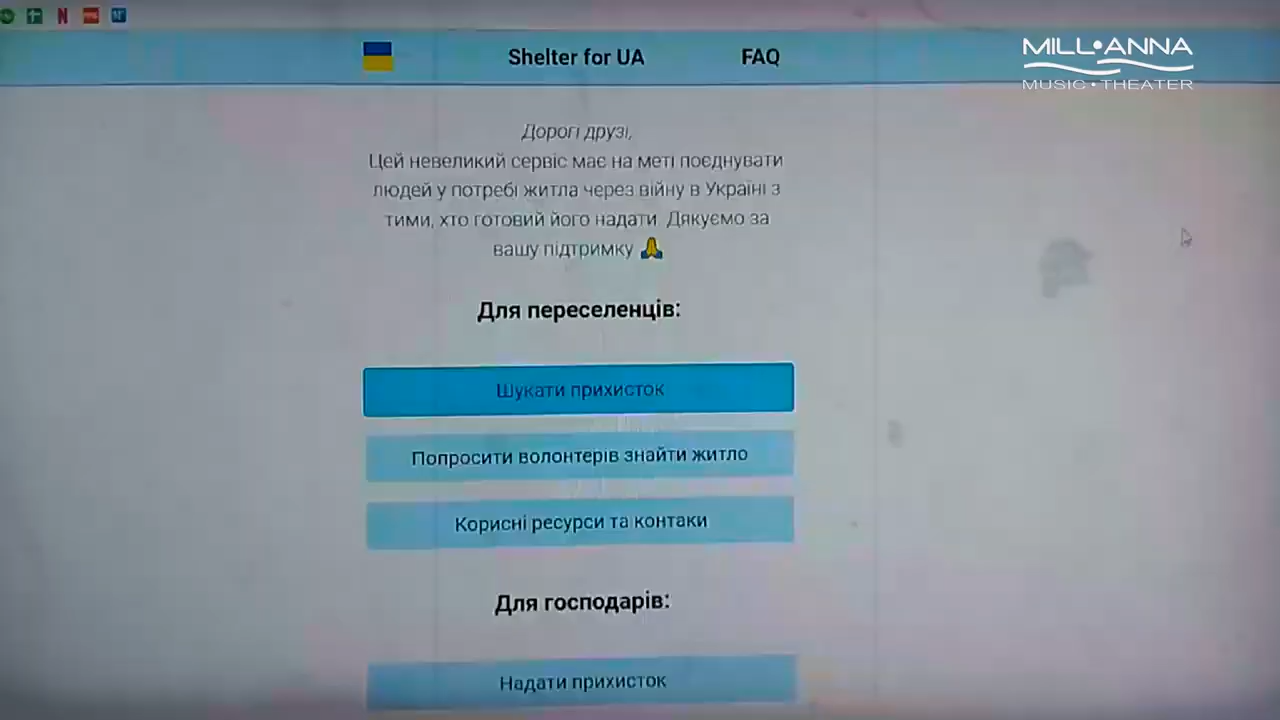 Shelter for UA
FAQ
MILL•ANNA
MUSIC•THEATER
Дорогі друзі,
Цей невеликий сервіс має на меті поєднувати
людей у потребі житла через війну в Україні з
тими, хто готовий його надати. Дякуємо за
вашу підтримку 🙏
Для переселенців:
Шукати прихисток
Попросити волонтерів знайти житло
Корисні ресурси та контаки
Для господарів:
Надати прихисток